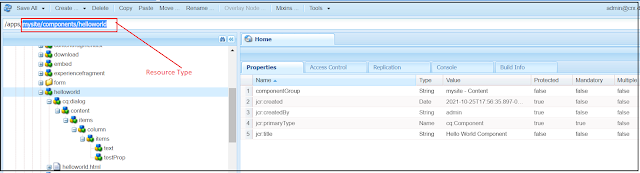 Save All Create... Delete Copy Paste Move... Rename... Overlay Node... Mixins... Tools admin@crx.d
/apps/mysite/components/helloworld
Resource Type
download
embed
experiencefragment
form
helloworld
cq:dialog
content
items
column
items
text
testProp
helloworld.html
Home
Properties Access Control Replication Console Build Info
Name Type Value Protected Mandatory Multiple
1 componentGroup String mysite - Content false false false
2 jcr:created Date 2021-10-25T17:56:35.897-0... true false false
3 jcr:createdBy String admin true false false
4 jcr:primaryType Name cq:Component true true false
5 jcr:title String Hello World Component false false false